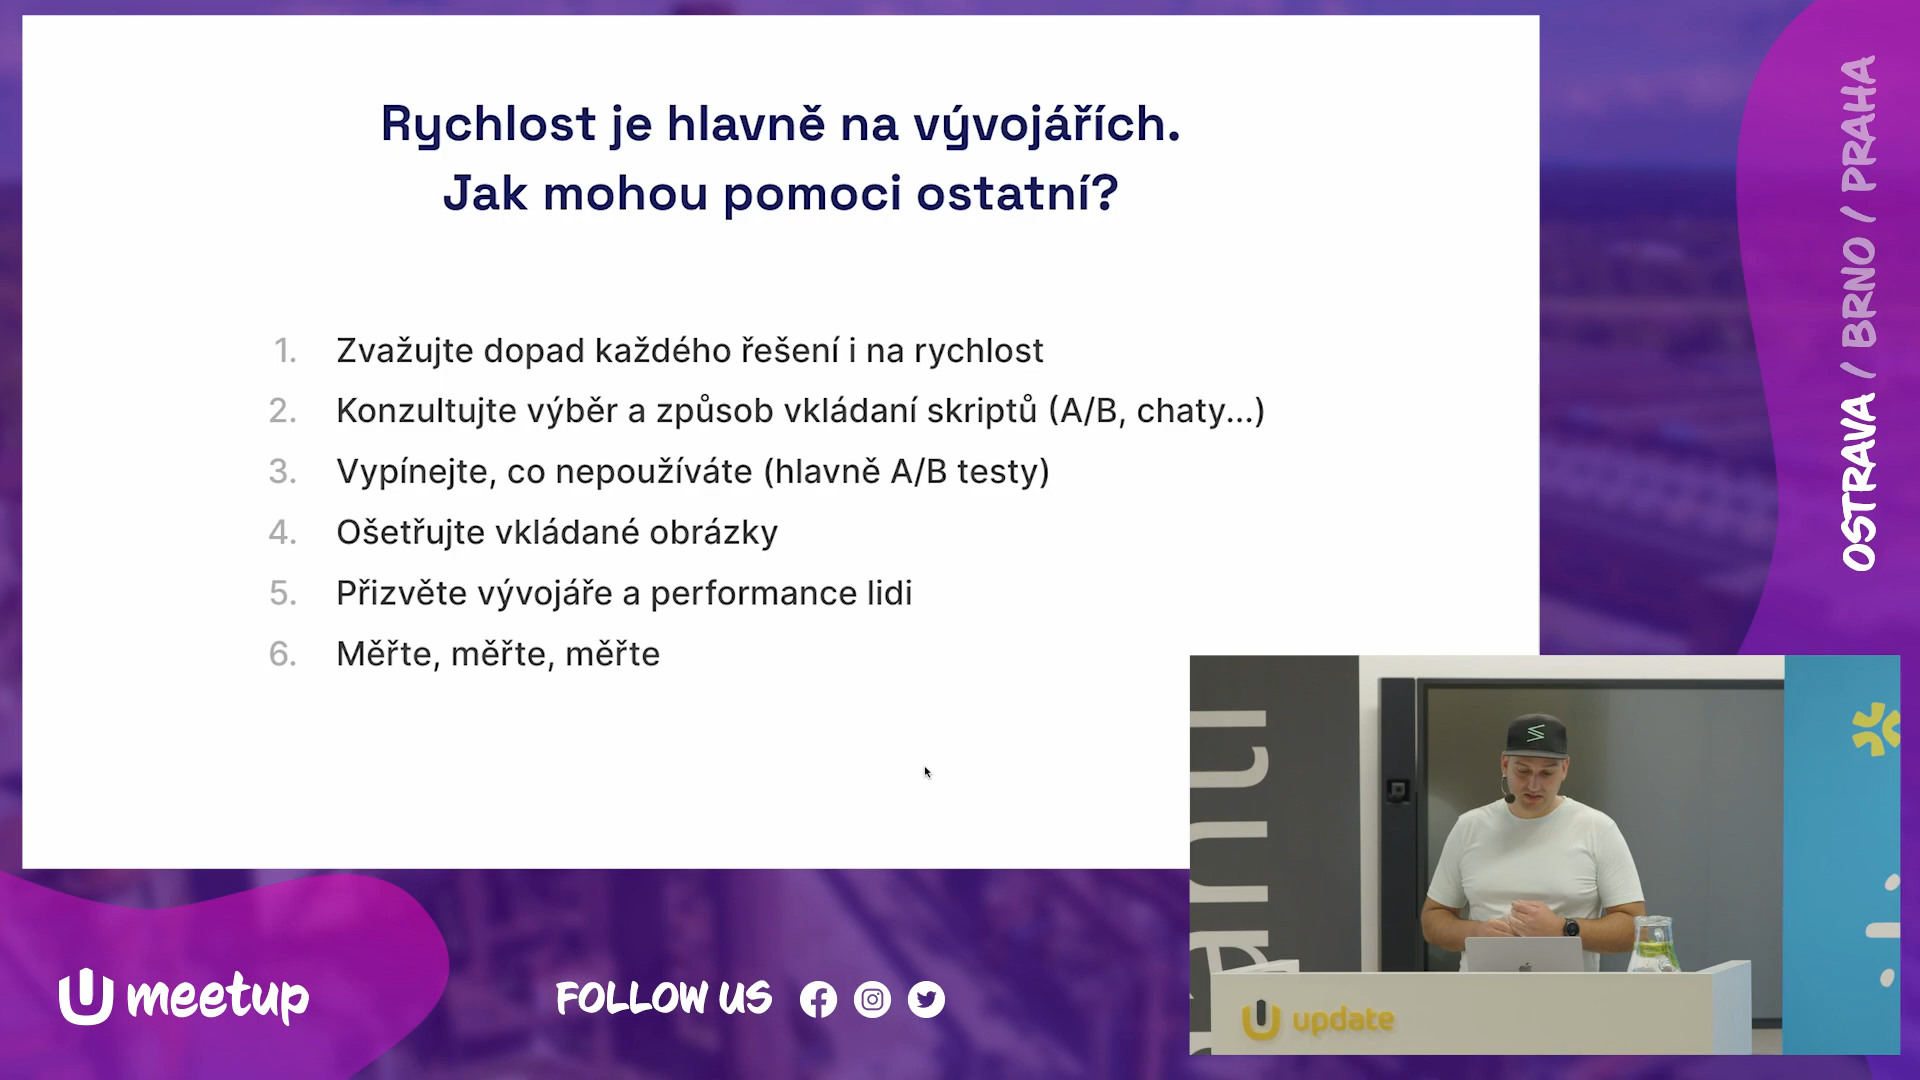 Rychlost je hlavně na vývojářích.
Jak mohou pomoci ostatní?
1. Zvažujte dopad každého řešení i na rychlost
2. Konzultujte výběr a způsob vkládaní skriptů (A/B, chaty...)
3. Vypínejte, co nepoužíváte (hlavně A/B testy)
4. Ošetřujte vkládané obrázky
5. Přizvěte vývojáře a performance lidi
6. Měřte, měřte, měřte
OSTRAVA / BRNO / PRAHA
U meetup
FOLLOW US
U update